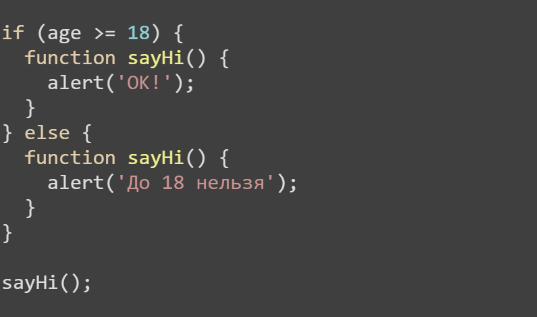 if (age >= 18) {
  function sayHi() {
    alert('OK!');
  }
} else {
  function sayHi() {
    alert('До 18 нельзя');
  }
}

sayHi();